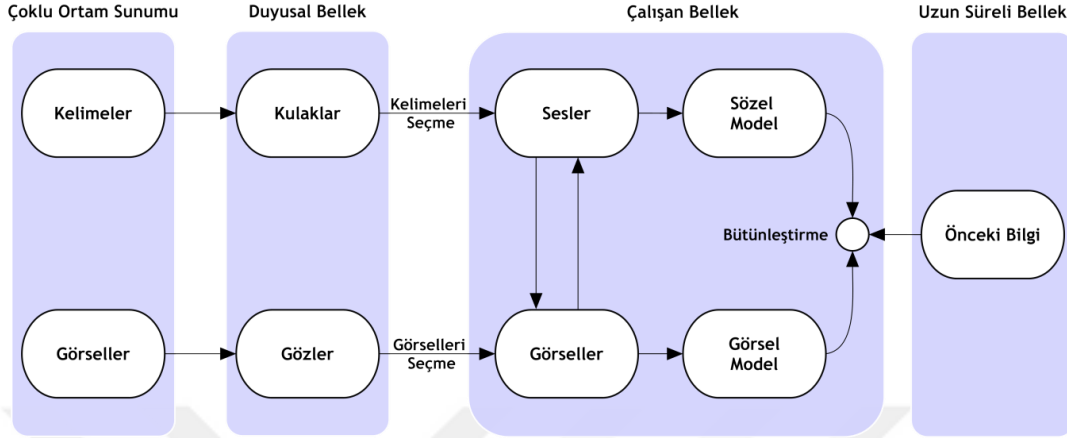 Çoklu Ortam Sunumu
Duyusal Bellek
Çalışan Bellek
Uzun Süreli Bellek
Kelimeler
Kulaklar
Kelimeleri
Seçme
Sesler
Sözel
Model
Bütünleştirme
Önceki Bilgi
Görseller
Gözler
Görselleri
Seçme
Görseller
Görsel
Model